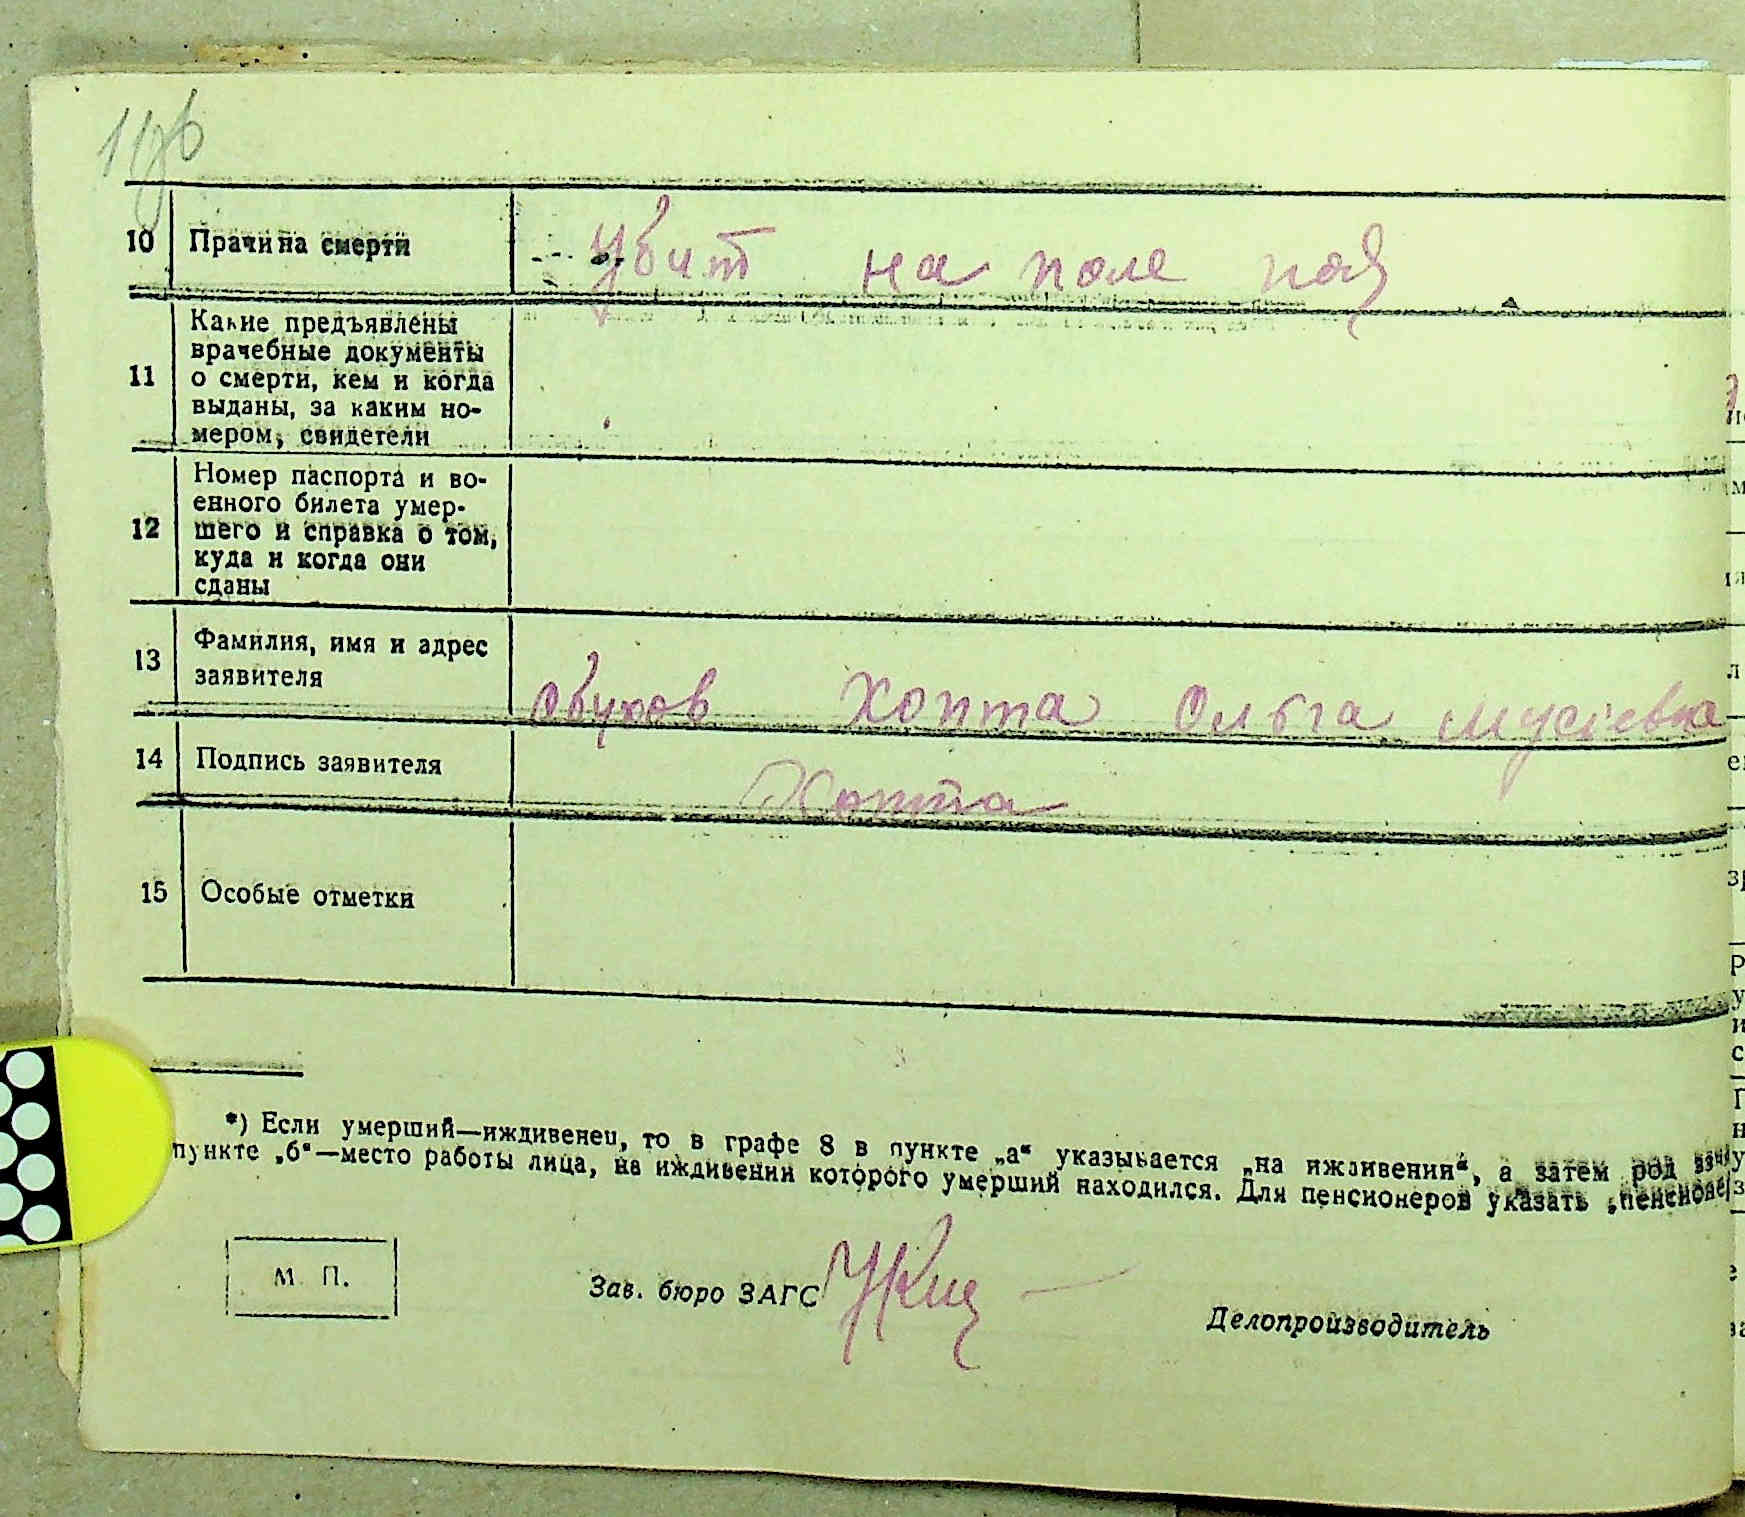 10 Прачина смерти Убит на поле
11 Какие предъявлены
врачебные документы
о смерти, кем и когда
выданы, за каким но-
мером, свидетели
12 Номер паспорта и во-
енного билета умер-
шего и справка о том,
куда и когда они
сданы
13 Фамилия, имя и адрес
заявителя Обухов Хопта Ольга Мусіевна
14 Подпись заявителя Хопта
15 Особые отметки
*) Если умерший—иждивенец, то в графе 8 в пункте „а“ указывается „на иждивении“, а затем род
пункте „б“—место работы лица, на иждивении которого умерший находился. Для пенсионеров указать
М. П.
Зав. бюро ЗАГС
Делопроизводитель